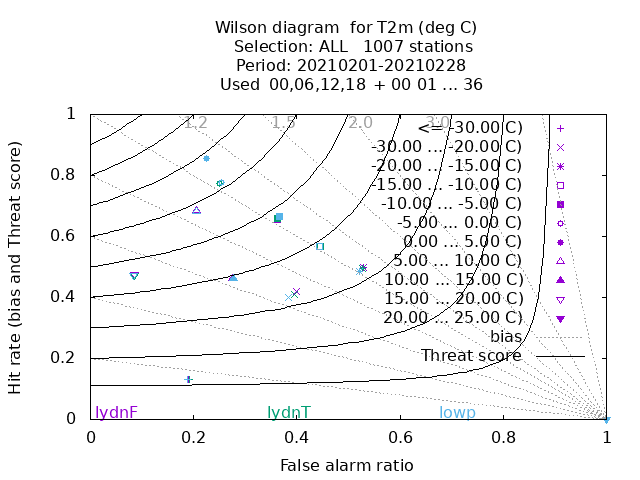 Wilson diagram  for T2m (deg C)
Selection: ALL   1007 stations
Period: 20210201-20210228
Used  00,06,12,18  + 00 01 ... 36
1.2 1.5 2.0 3.0
<= -30.00 C)
-30.00 ... -20.00 C)
-20.00 ... -15.00 C)
-15.00 ... -10.00 C)
-10.00 ... -5.00 C)
-5.00 ... 0.00 C)
0.00 ... 5.00 C)
5.00 ... 10.00 C)
10.00 ... 15.00 C)
15.00 ... 20.00 C)
20.00 ... 25.00 C)
bias
Threat score
Hit rate (bias and Threat score)
1
0.8
0.6
0.4
0.2
0
lydnF lydnT lowp
0 0.2 0.4 0.6 0.8 1
False alarm ratio